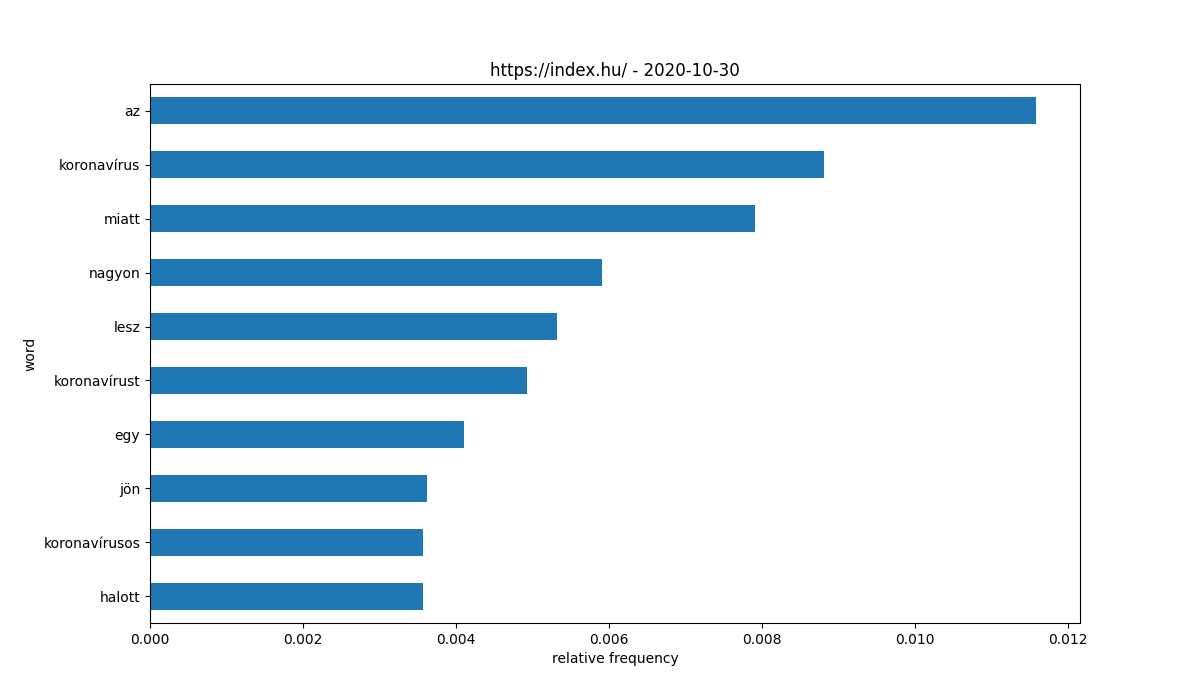 https://index.hu/ - 2020-10-30
az
koronavírus
miatt
nagyon
lesz
koronavírust
egy
jön
koronavírusos
halott
word
0.000 0.002 0.004 0.006 0.008 0.010 0.012
relative frequency